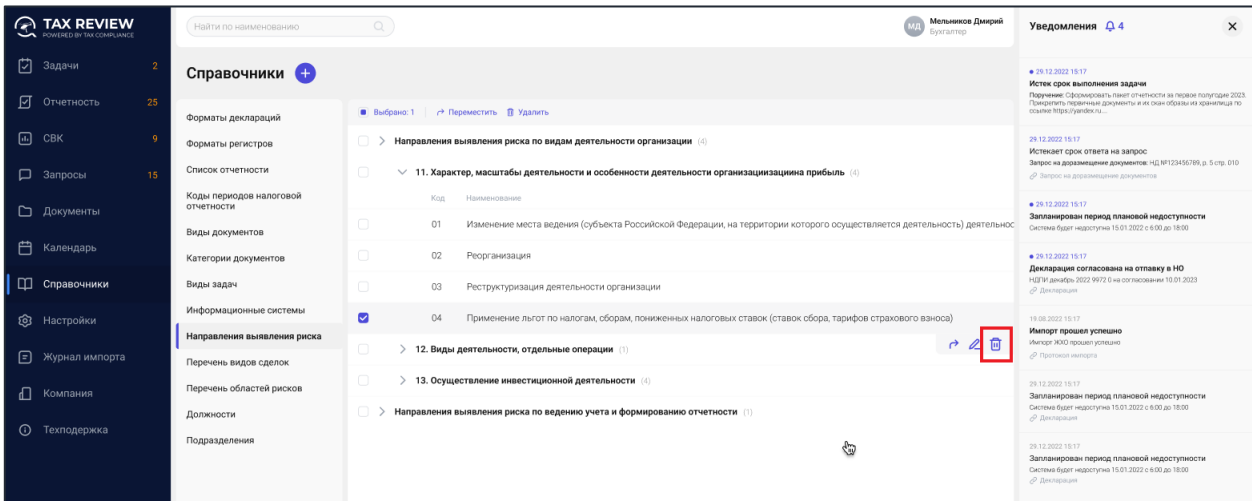 TAX REVIEW
POWERED BY TAX COMPLIANCE
Задачи 2
Отчетность 25
СВК 9
Запросы 15
Документы
Календарь
Справочники
Настройки
Журнал импорта
Компания
Техподержка
Найти по наименованию
МД
Мельников Дмирий
Бухгалтер
Справочники
Форматы деклараций
Форматы регистров
Список отчетности
Коды периодов налоговой
отчетности
Виды документов
Категории документов
Виды задач
Информационные системы
Направления выявления риска
Перечень видов сделок
Перечень областей рисков
Должности
Подразделения
Выбрано: 1 Переместить Удалить
Направления выявления риска по видам деятельности организации (4)
11. Характер, масштабы деятельности и особенности деятельности организациизациина прибыль (4)
Код Наименование
01 Изменение места ведения (субъекта Российской Федерации, на территории которого осуществляется деятельность) деятельнос
02 Реорганизация
03 Реструктуризация деятельности организации
04 Применение льгот по налогам, сборам, пониженных налоговых ставок (ставок сбора, тарифов страхового взноса)
12. Виды деятельности, отдельные операции (1)
13. Осуществление инвестиционной деятельности (4)
Направления выявления риска по ведению учета и формированию отчетности (1)
Уведомления 4
29.12.2022 15:17
Истек срок выполнения задачи
Поручение: Сформировать пакет отчетности за первое полугодие 2023.
Прикрепить первичные документы и их скан образы из хранилища по
ссылке https://yandex.ru...
29.12.2022 15:17
Истекает срок ответа на запрос
Запрос на доразмещение документов: НД №123456789, р. 5 стр. 010
Запрос на доразмещение документов
29.12.2022 15:17
Запланирован период плановой недоступности
Система будет недоступна 15.01.2022 с 6:00 до 18:00
29.12.2022 15:17
Декларация согласована на отпавку в НО
НДПИ декабрь 2022 9972 0 на согласовании 10.01.2023
Декларация
19.08.2022 15:17
Импорт прошел успешно
Импорт ЖХО прошел успешно
Протокол импорта
29.12.2022 15:17
Запланирован период плановой недоступности
Система будет недоступна 15.01.2022 с 6:00 до 18:00
Декларация
29.12.2022 15:17
Запланирован период плановой недоступности
Система будет недоступна 15.01.2022 с 6:00 до 18:00
Декларация